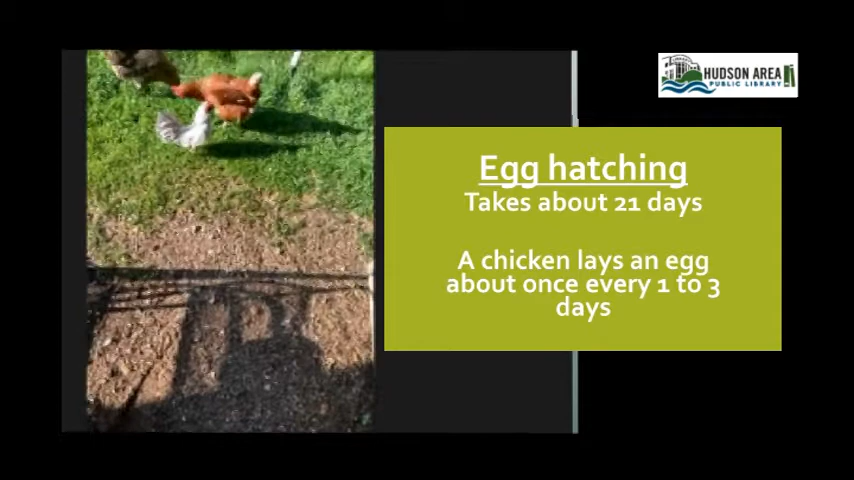 HUDSON AREA
PUBLIC LIBRARY
Egg hatching
Takes about 21 days
A chicken lays an egg
about once every 1 to 3
days